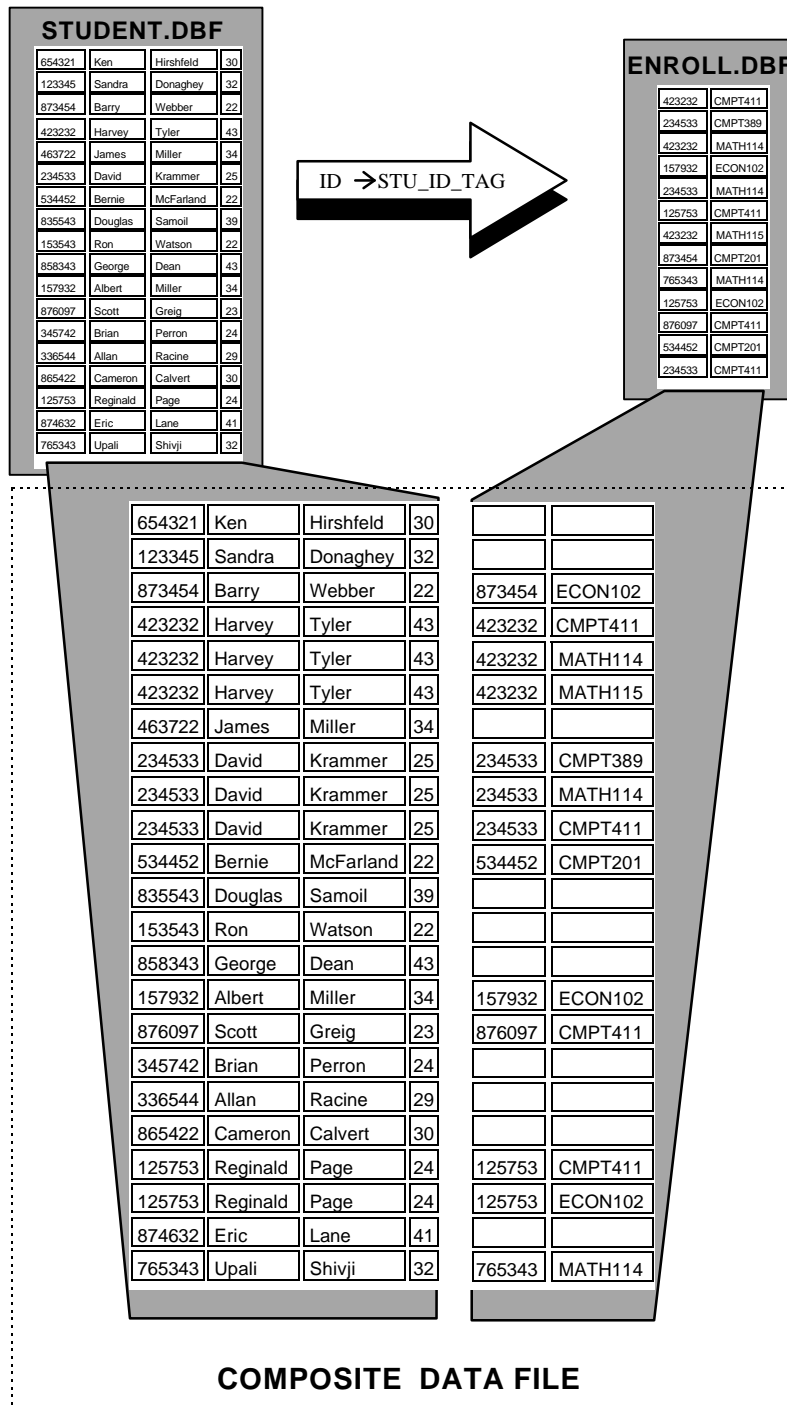 STUDENT.DBF
654321 Ken Hirshfeld 30
123345 Sandra Donaghey 32
873454 Barry Webber 22
423232 Harvey Tyler 43
463722 James Miller 34
234533 David Krammer 25
534452 Bernie McFarland 22
835543 Douglas Samoil 39
153543 Ron Watson 22
858343 George Dean 43
157932 Albert Miller 34
876097 Scott Greig 23
345742 Brian Perron 24
336544 Allan Racine 29
865422 Cameron Calvert 30
125753 Reginald Page 24
874632 Eric Lane 41
765343 Upali Shivji 32
ID →STU_ID_TAG
ENROLL.DBF
423232 CMPT411
234533 CMPT389
423232 MATH114
157932 ECON102
234533 MATH114
125753 CMPT411
423232 MATH115
873454 CMPT201
765343 MATH114
125753 ECON102
876097 CMPT411
534452 CMPT201
234533 CMPT411
654321 Ken Hirshfeld 30
123345 Sandra Donaghey 32
873454 Barry Webber 22 873454 ECON102
423232 Harvey Tyler 43 423232 CMPT411
423232 Harvey Tyler 43 423232 MATH114
423232 Harvey Tyler 43 423232 MATH115
463722 James Miller 34
234533 David Krammer 25 234533 CMPT389
234533 David Krammer 25 234533 MATH114
234533 David Krammer 25 234533 CMPT411
534452 Bernie McFarland 22 534452 CMPT201
835543 Douglas Samoil 39
153543 Ron Watson 22
858343 George Dean 43
157932 Albert Miller 34 157932 ECON102
876097 Scott Greig 23 876097 CMPT411
345742 Brian Perron 24
336544 Allan Racine 29
865422 Cameron Calvert 30
125753 Reginald Page 24 125753 CMPT411
125753 Reginald Page 24 125753 ECON102
874632 Eric Lane 41
765343 Upali Shivji 32 765343 MATH114
COMPOSITE DATA FILE